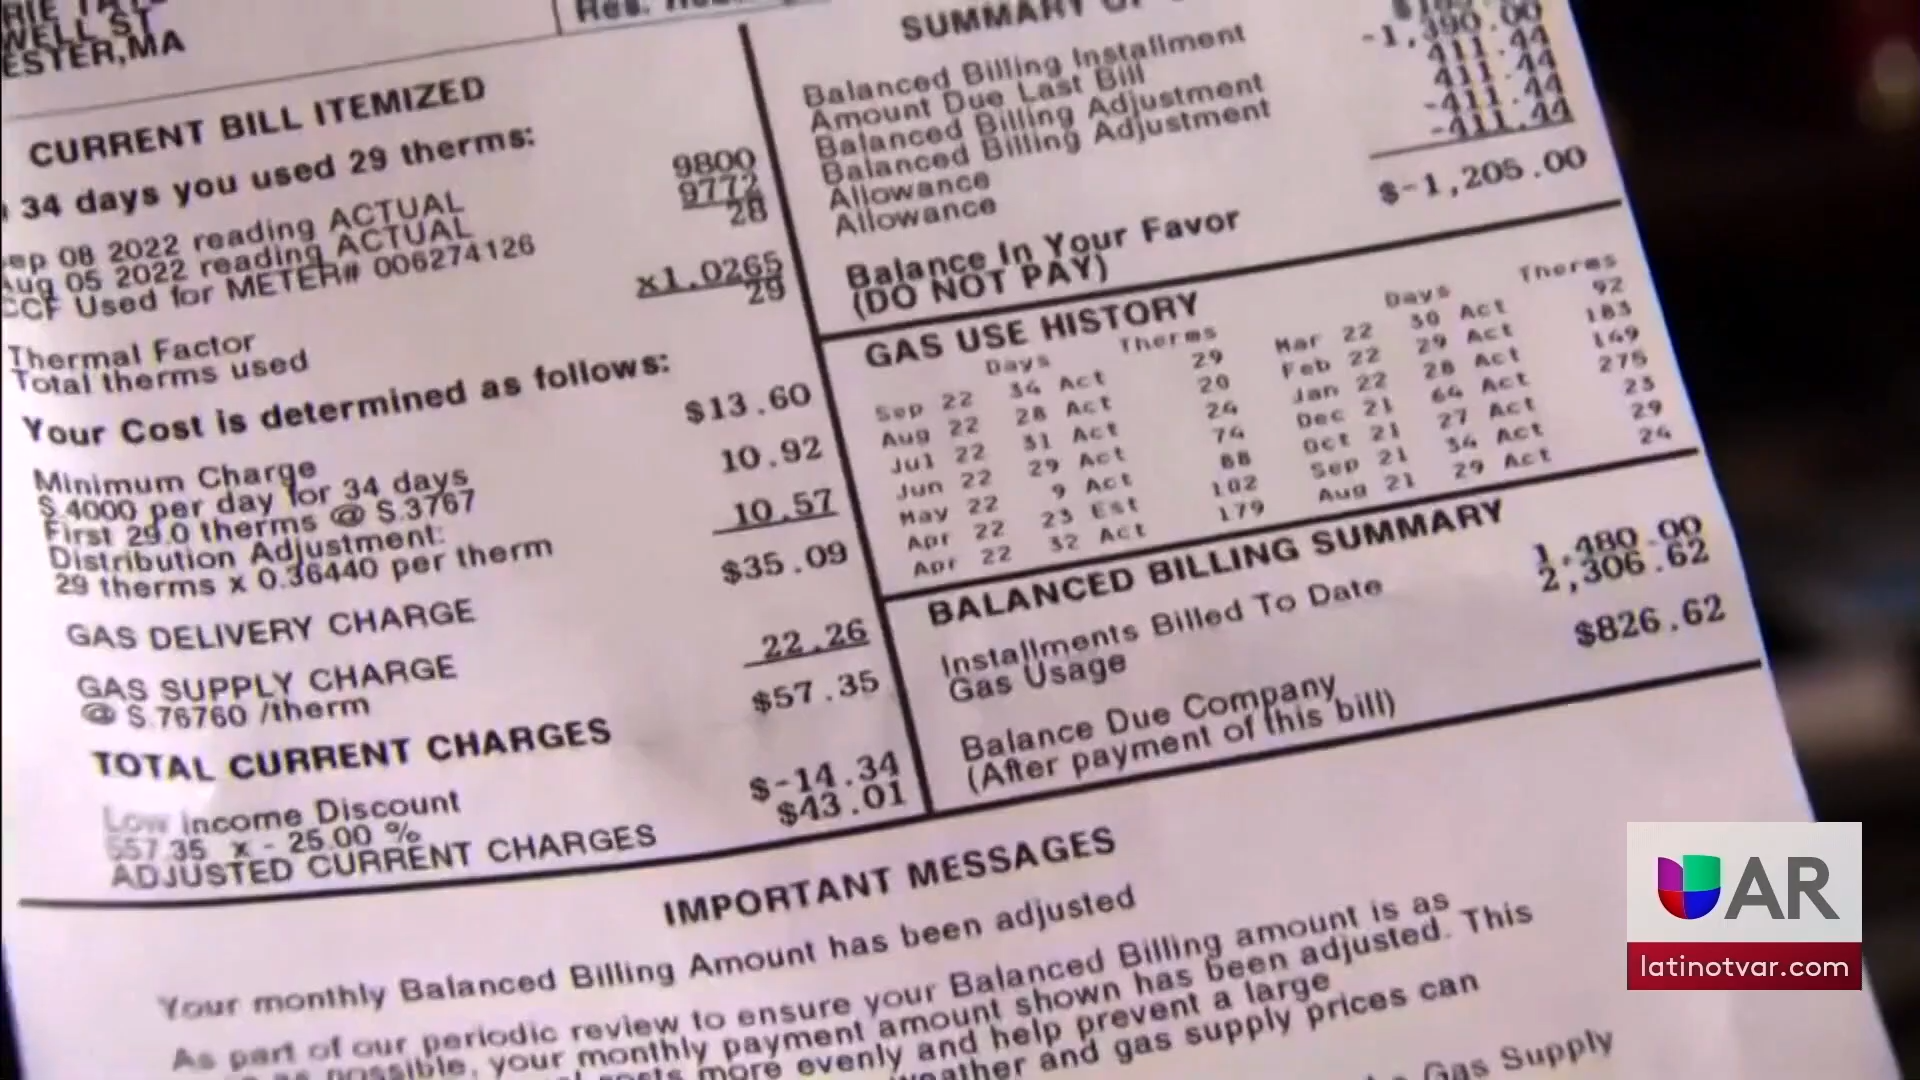 WELL ST
ESTER, MA
CURRENT BILL ITEMIZED
34 days you used 29 therms:
ep 08 2022 reading ACTUAL 9800
Aug 05 2022 reading ACTUAL 9772
CCF Used for METER# 006274126 28
Thermal Factor x1.0265
Total therms used 29
Your Cost is determined as follows:
Minimum Charge $13.60
$.4000 per day for 34 days
First 29.0 therms @ $.3767 10.92
Distribution Adjustment:
29 therms x 0.36440 per therm 10.57
GAS DELIVERY CHARGE $35.09
GAS SUPPLY CHARGE
@ $.76760 /therm 22.26
TOTAL CURRENT CHARGES $57.35
Low Income Discount
$57.35 x - 25.00 % $-14.34
ADJUSTED CURRENT CHARGES $43.01
SUMMARY
Balanced Billing Installment
Amount Due Last Bill -1,390.00
Balanced Billing Adjustment 411.44
Balanced Billing Adjustment 411.44
Allowance -411.44
Allowance -411.44
Balance In Your Favor $-1,205.00
(DO NOT PAY)
GAS USE HISTORY
Days Therms Days Therms
Sep 22 34 Act 29 Mar 22 30 Act 92
Aug 22 28 Act 20 Feb 22 29 Act 183
Jul 22 31 Act 24 Jan 22 28 Act 149
Jun 22 29 Act 74 Dec 21 64 Act 275
May 22 9 Act 88 Oct 21 27 Act 23
Apr 22 23 Est 102 Sep 21 34 Act 29
Apr 22 32 Act 179 Aug 21 29 Act 24
BALANCED BILLING SUMMARY
Installments Billed To Date 1,480.00
Gas Usage 2,306.62
Balance Due Company $826.62
(After payment of this bill)
IMPORTANT MESSAGES
Your monthly Balanced Billing Amount has been adjusted
As part of our periodic review to ensure your Balanced Billing amount is as
possible, your monthly payment amount shown has been adjusted. This
costs more evenly and help prevent a large
weather and gas supply prices can
Gas Supply
AR
latinotvar.com